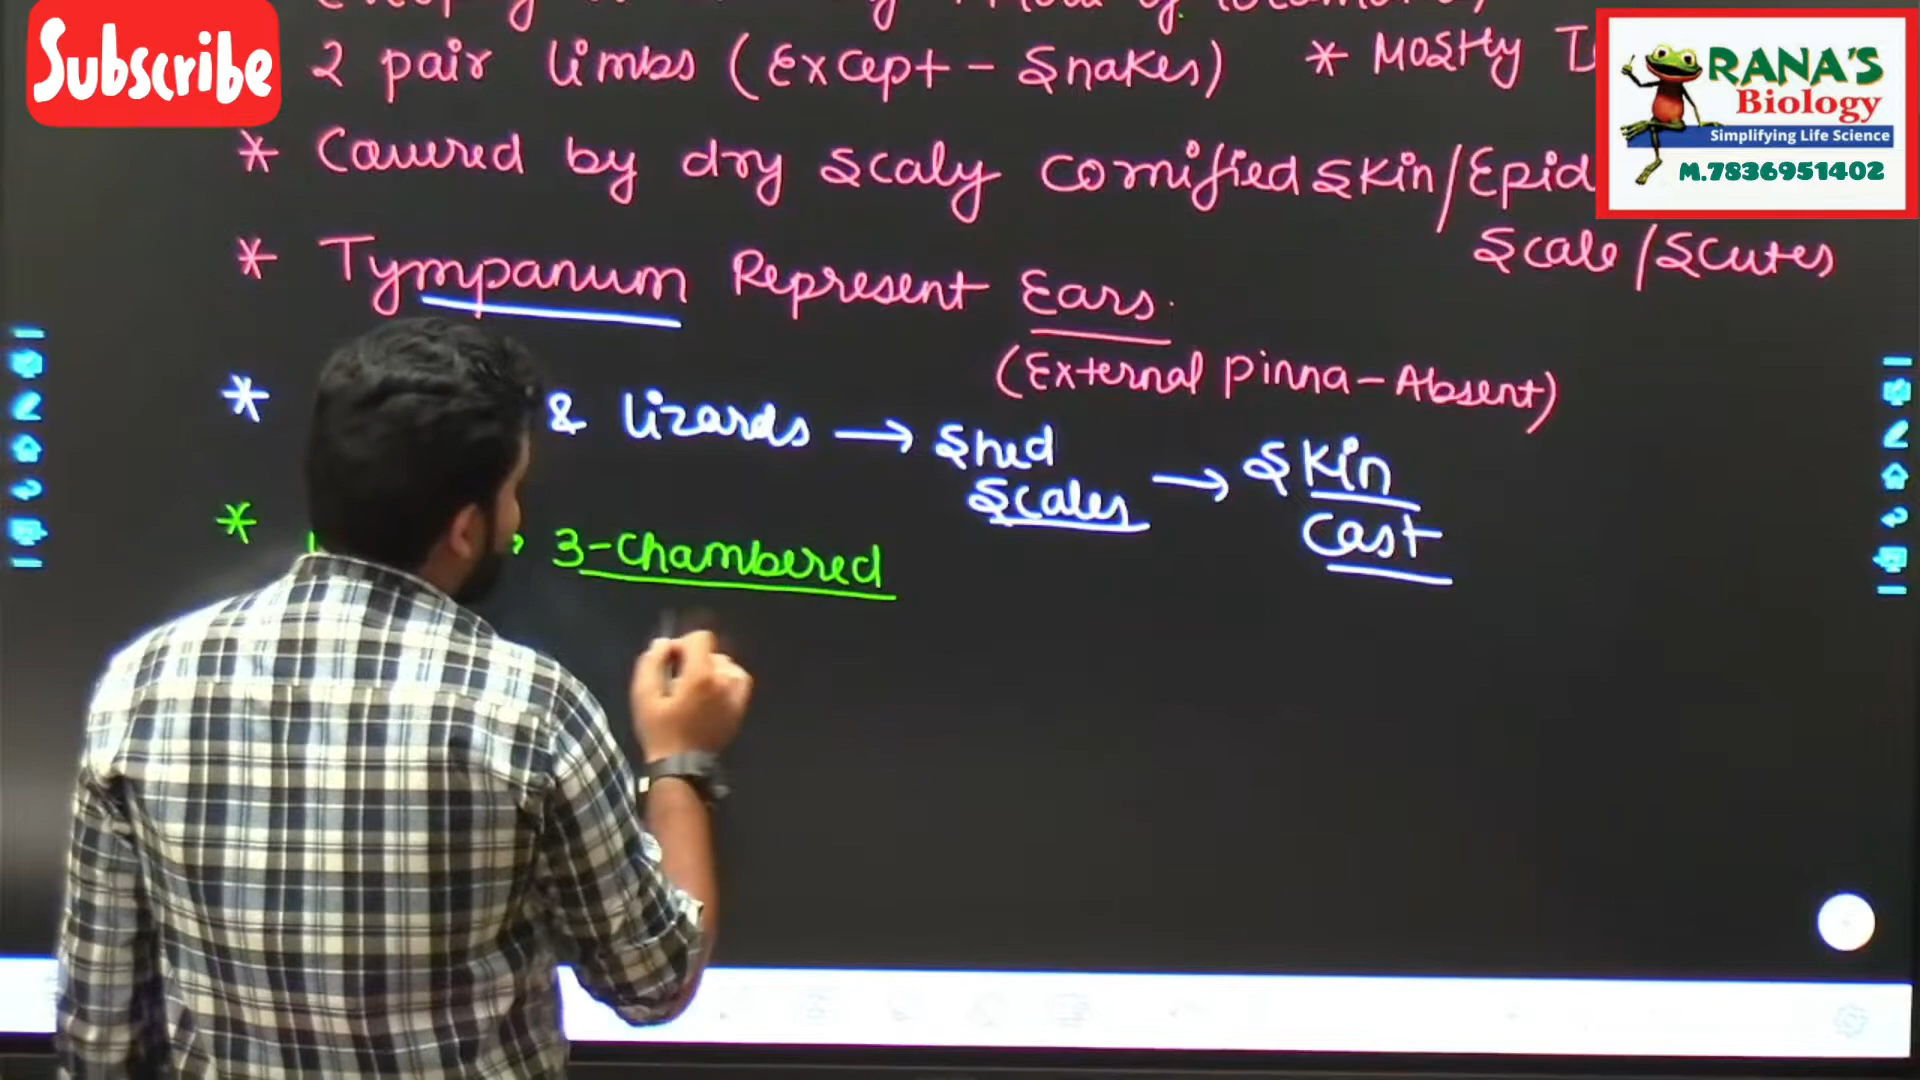 Subscribe
2 pair limbs (Except - Snakes) * Mostly
* Covered by dry scaly cornified skin/Epid
Scale/Scutes
* Tympanum Represent Ears.
(External Pinna - Absent)
* & lizards → Shed Scales → Skin Cast
* → 3-chambered
RANA'S
Biology
Simplifying Life Science
M.7836951402